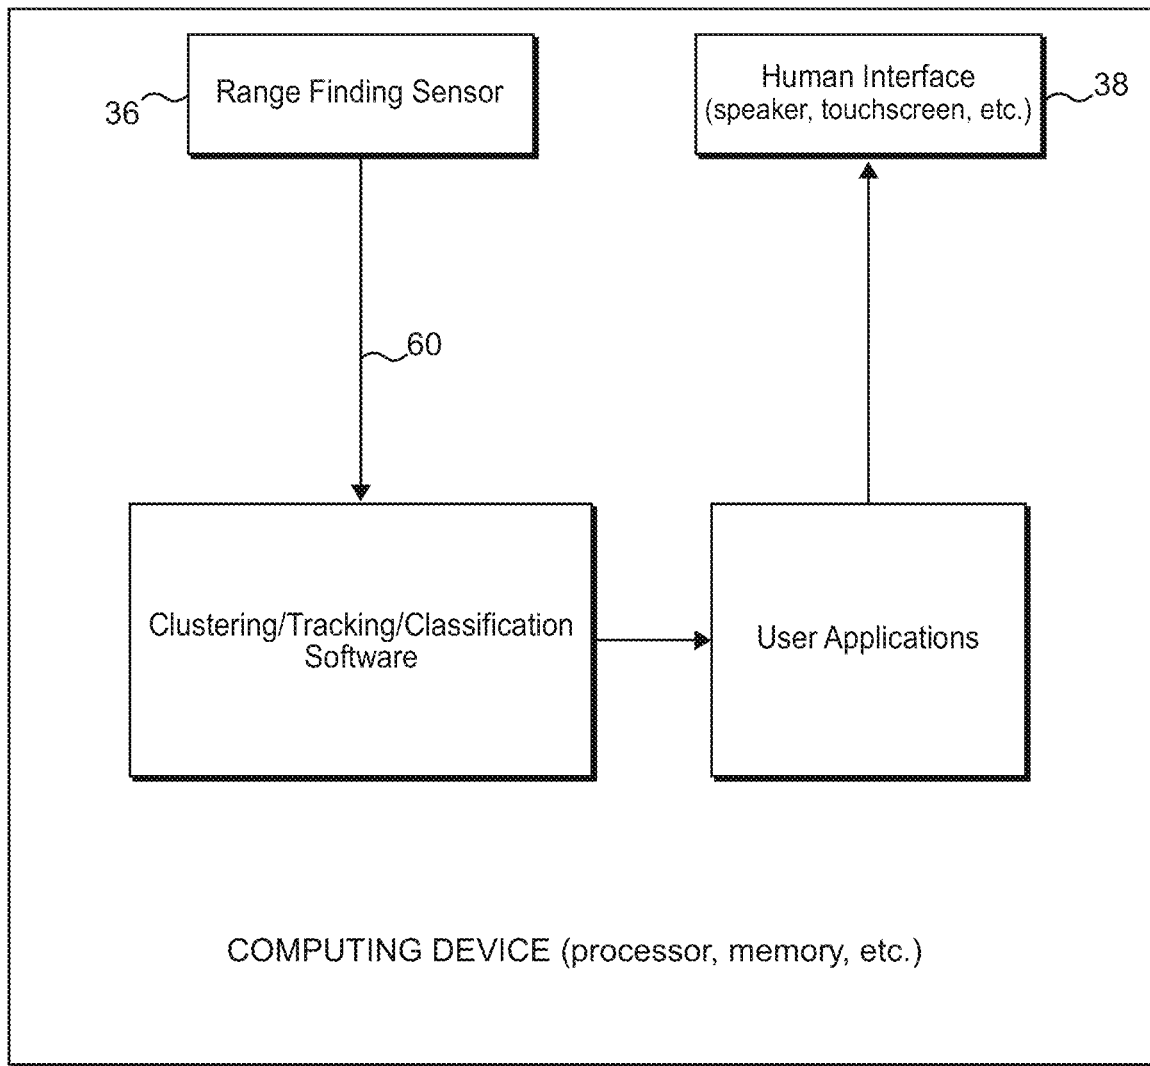 Range Finding Sensor
36
Human Interface
(speaker, touchscreen, etc.)
38
60
Clustering/Tracking/Classification
Software
User Applications
COMPUTING DEVICE (processor, memory, etc.)